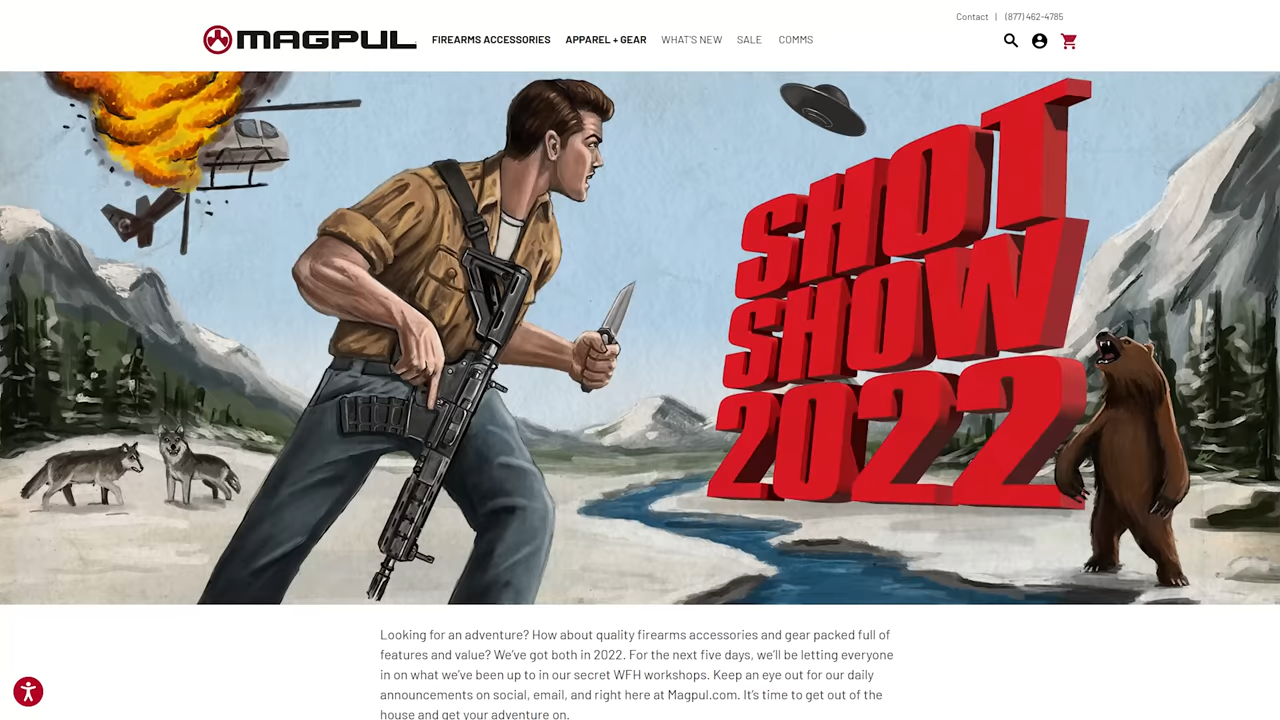 Contact | (877) 462-4785
MAGPUL FIREARMS ACCESSORIES APPAREL + GEAR WHAT'S NEW SALE COMMS
SHOT
SHOW
2022
Looking for an adventure? How about quality firearms accessories and gear packed full of
features and value? We've got both in 2022. For the next five days, we'll be letting everyone
in on what we've been up to in our secret WFH workshops. Keep an eye out for our daily
announcements on social, email, and right here at Magpul.com. It's time to get out of the
house and get your adventure on.